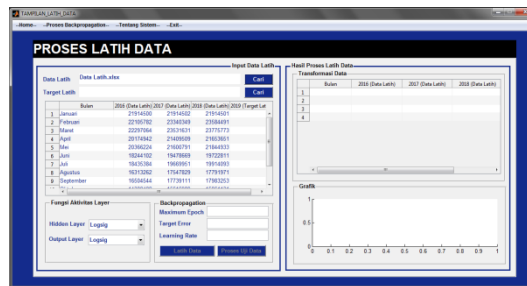 TAMPILAN_LATIH_DATA
--Home-- --Proses Backpropagation-- --Tentang Sistem-- --Exit--
PROSES LATIH DATA
Input Data Latih
Data Latih Data Latih.xlsx Cari
Target Latih Cari
Bulan 2016 (Data Latih) 2017 (Data Latih) 2018 (Data Latih) 2019 (Target Lat
1 Januari 21914500 21914502 21914501
2 Februari 22105782 23340349 23584491
3 Maret 22297064 23531631 23775773
4 April 20174942 21409509 21653651
5 Mei 20366224 21600791 21844933
6 Juni 18244102 19478669 19722811
7 Juli 18435384 19669951 19914093
8 Agustus 16313262 17547829 17791971
9 September 16504544 17739111 17983253
Fungsi Aktivitas Layer
Hidden Layer Logsig
Output Layer Logsig
Backpropagation
Maximum Epoch
Target Error
Learning Rate
Latih Data Proses Uji Data
Hasil Proses Latih Data
Transformasi Data
Bulan 2016 (Data Latih) 2017 (Data Latih) 2018 (Data Latih)
1
2
3
4
Grafik
1
0.5
0
0 0.1 0.2 0.3 0.4 0.5 0.6 0.7 0.8 0.9 1